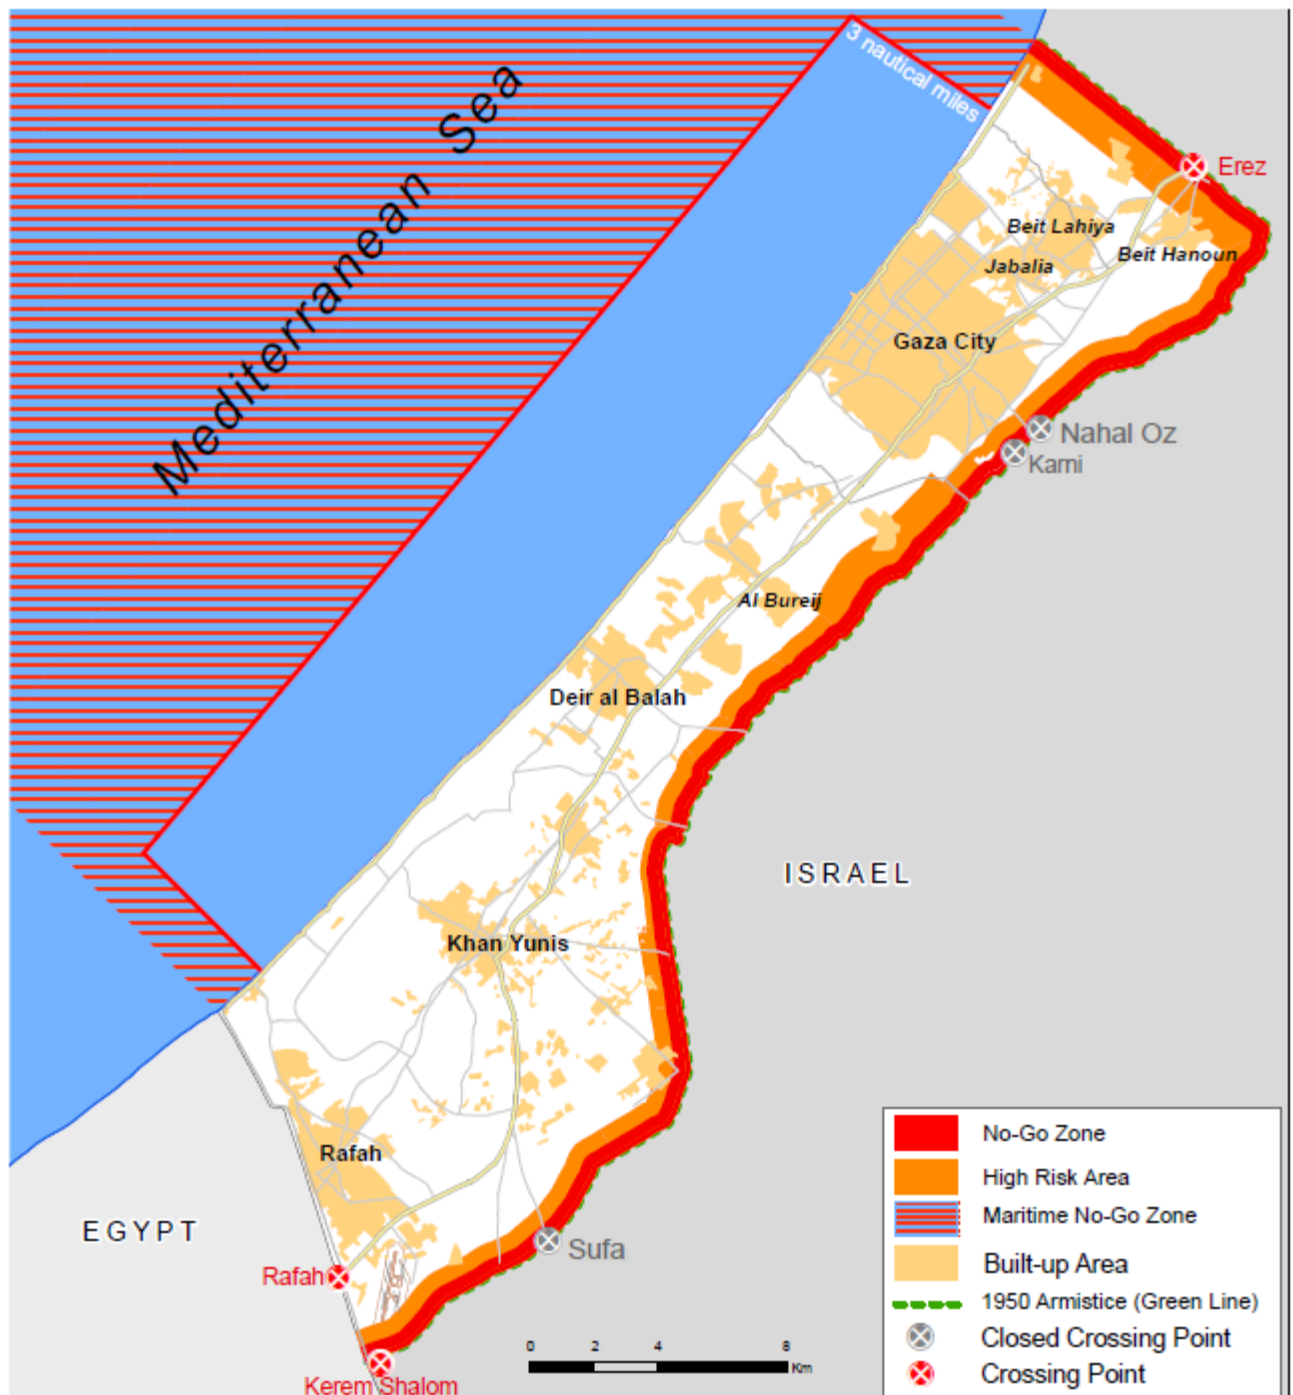 3 nautical miles
Mediterranean Sea
Erez
Beit Lahiya
Beit Hanoun
Jabalia
Gaza City
Nahal Oz
Karni
Al Bureij
Deir al Balah
ISRAEL
Khan Yunis
Rafah
EGYPT
Sufa
Rafah
Kerem Shalom
0 2 4 8
Km
No-Go Zone
High Risk Area
Maritime No-Go Zone
Built-up Area
1950 Armistice (Green Line)
Closed Crossing Point
Crossing Point